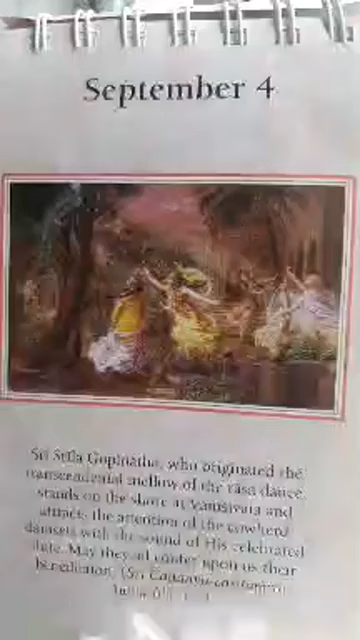 September 4
Sri Srila Gopinatha, who originated the
transcendental mellow of the rasa dance,
stands on the shore at Vamsivata and
attracts the attention of the cowherd
damsels with the sound of His celebrated
flute. May they all confer upon us their
benediction. (Sri